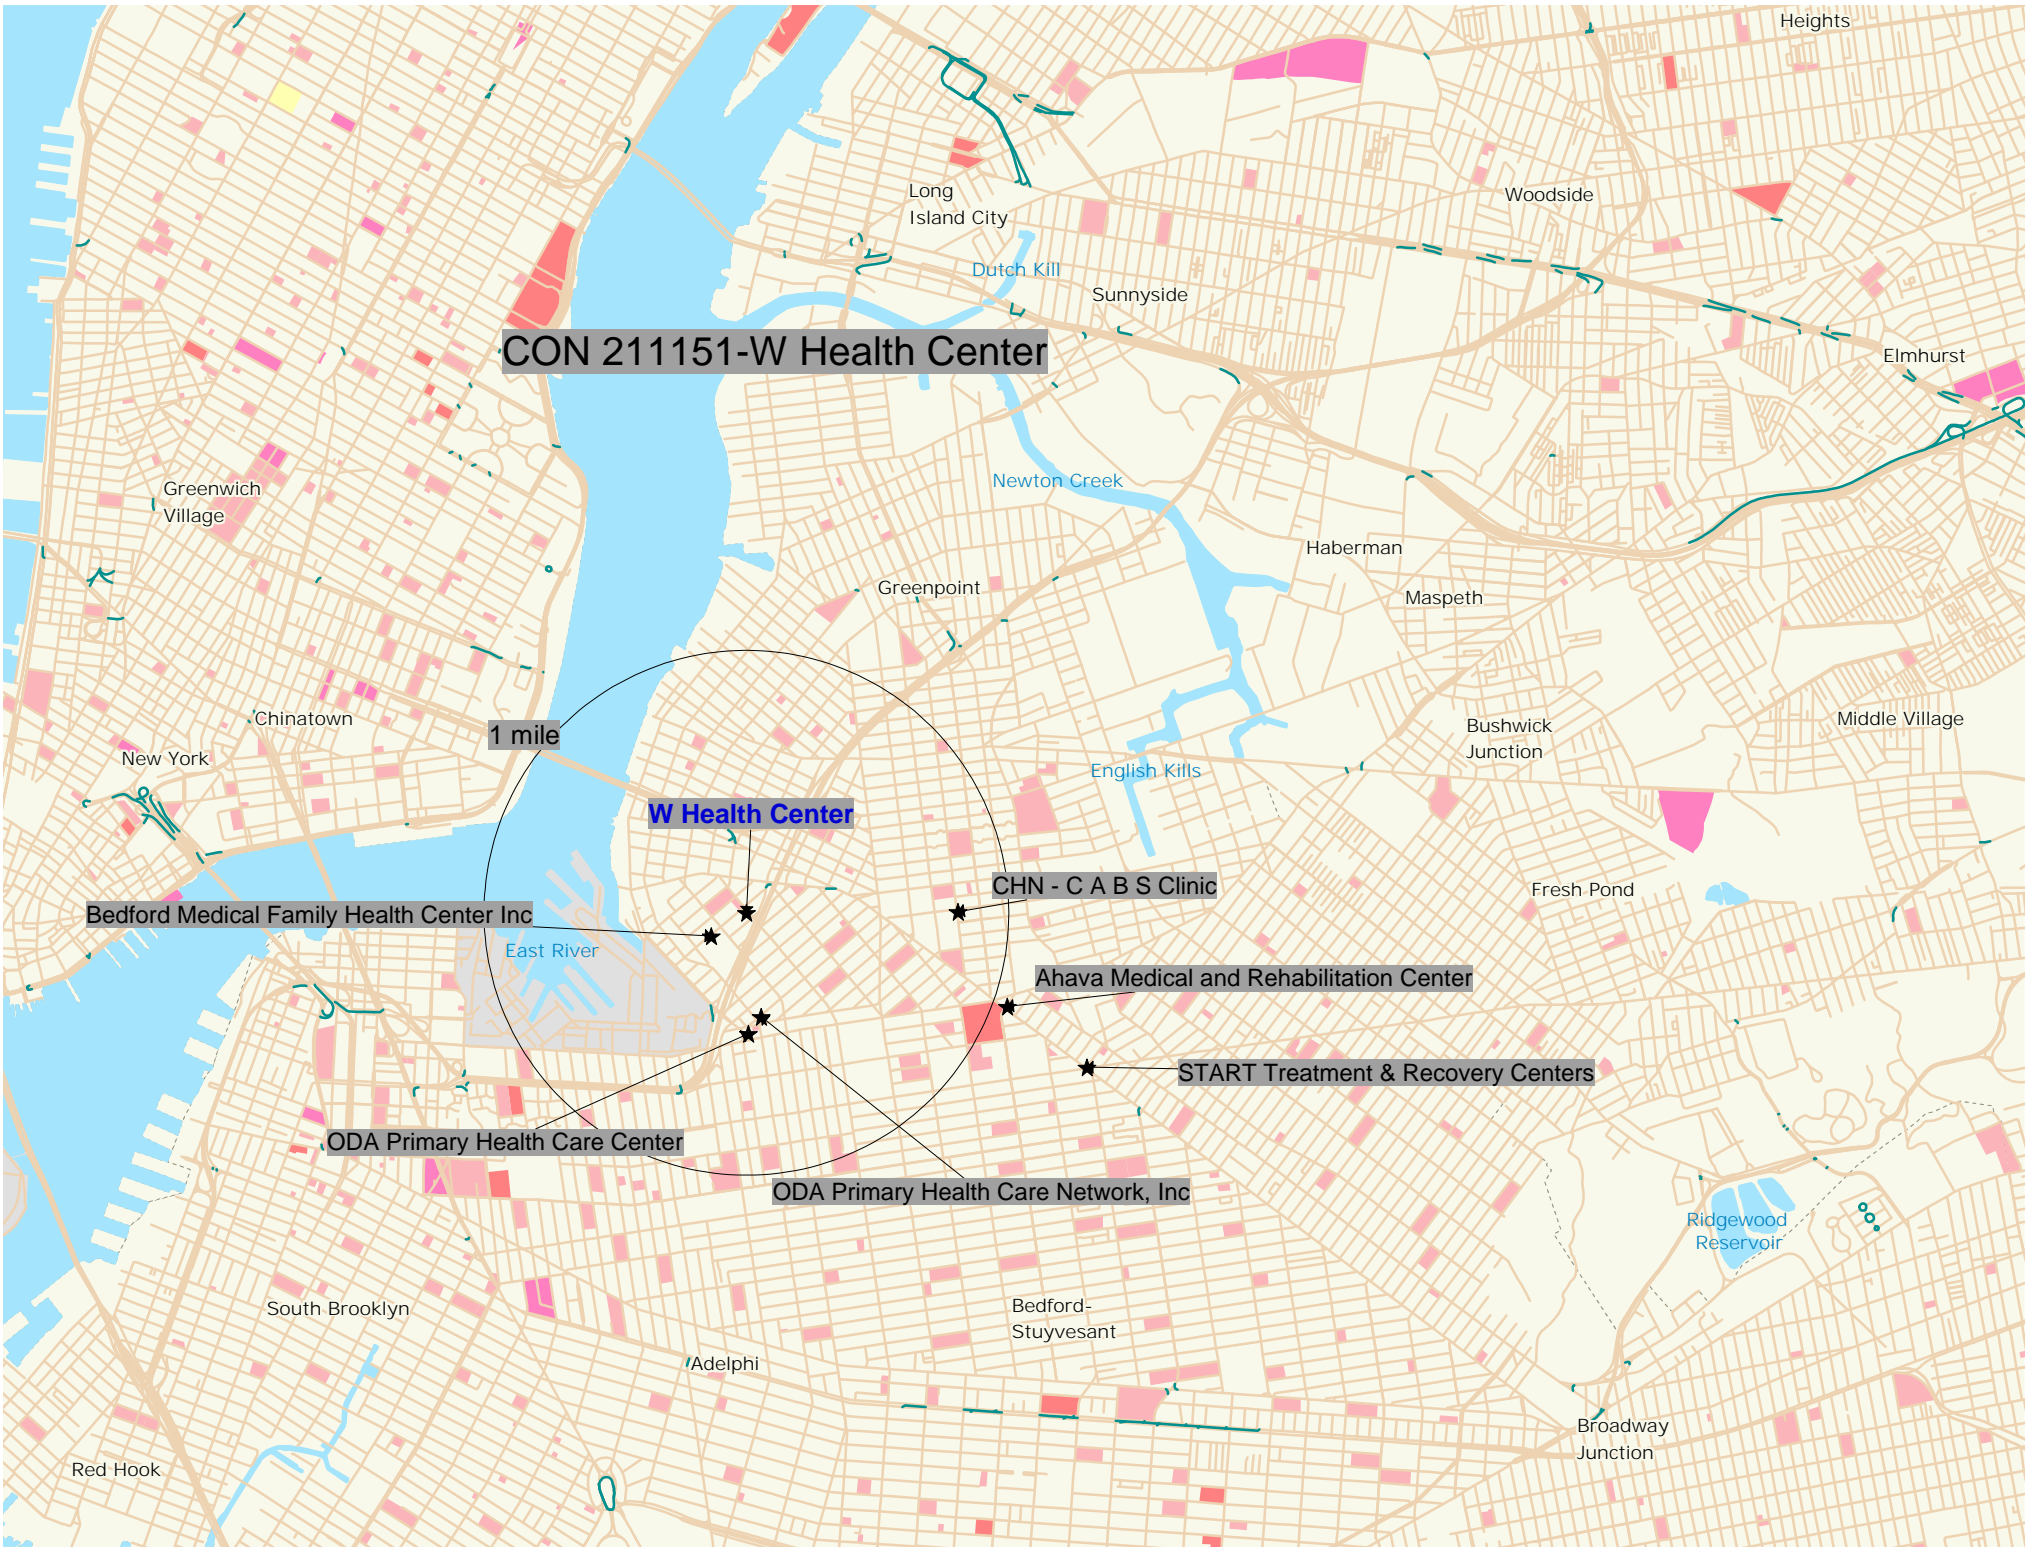 Heights
Long
Island City
Woodside
Dutch Kill
Sunnyside
CON 211151-W Health Center
Elmhurst
Greenwich
Village
Newton Creek
Haberman
Greenpoint
Maspeth
Chinatown
1 mile
New York
Bushwick
Junction
Middle Village
English Kills
W Health Center
CHN - C A B S Clinic
Fresh Pond
Bedford Medical Family Health Center Inc
East River
Ahava Medical and Rehabilitation Center
START Treatment & Recovery Centers
ODA Primary Health Care Center
ODA Primary Health Care Network, Inc
Ridgewood
Reservoir
South Brooklyn
Bedford-
Stuyvesant
Adelphi
Broadway
Junction
Red Hook